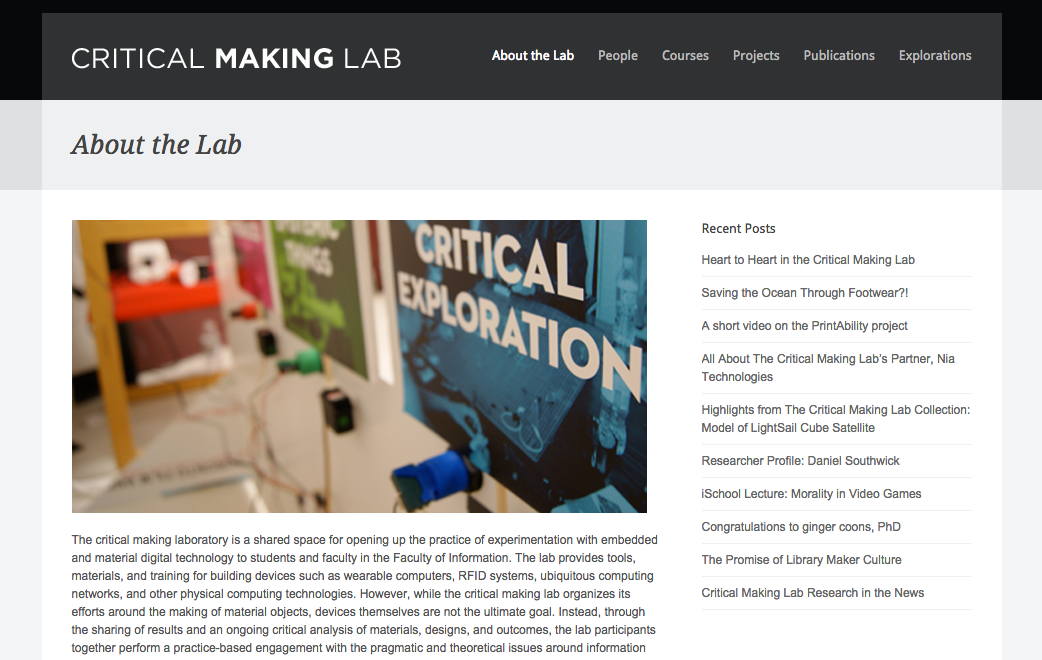 CRITICAL MAKING LAB
About the Lab People Courses Projects Publications Explorations
About the Lab
THINGS
CRITICAL
EXPLORATION
The critical making laboratory is a shared space for opening up the practice of experimentation with embedded
and material digital technology to students and faculty in the Faculty of Information. The lab provides tools,
materials, and training for building devices such as wearable computers, RFID systems, ubiquitous computing
networks, and other physical computing technologies. However, while the critical making lab organizes its
efforts around the making of material objects, devices themselves are not the ultimate goal. Instead, through
the sharing of results and an ongoing critical analysis of materials, designs, and outcomes, the lab participants
together perform a practice-based engagement with the pragmatic and theoretical issues around information
Recent Posts
Heart to Heart in the Critical Making Lab
Saving the Ocean Through Footwear?!
A short video on the PrintAbility project
All About The Critical Making Lab's Partner, Nia
Technologies
Highlights from The Critical Making Lab Collection:
Model of LightSail Cube Satellite
Researcher Profile: Daniel Southwick
iSchool Lecture: Morality in Video Games
Congratulations to ginger coons, PhD
The Promise of Library Maker Culture
Critical Making Lab Research in the News